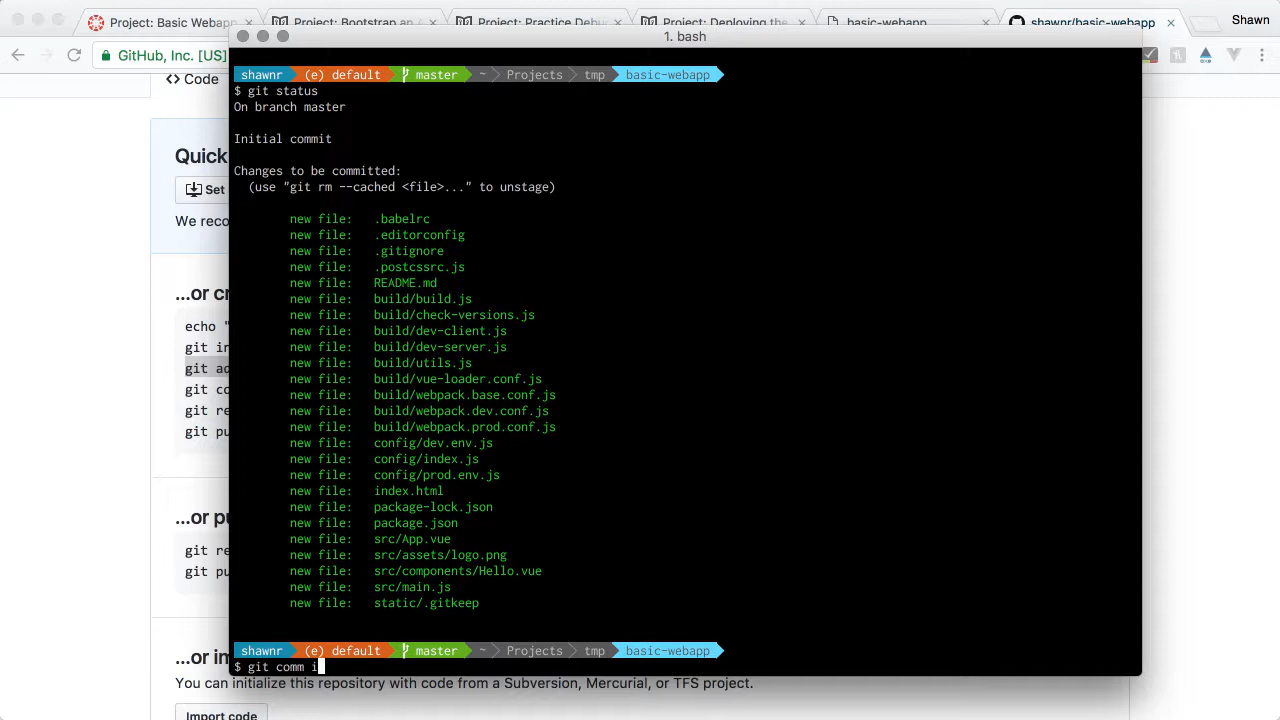 Project: Basic Webapp
Project: Bootstrap an A
Project: Practice Debu
Project: Deploying the
basic-webapp
shawnr/basic-webapp
Shawn
GitHub, Inc. [US]
1. bash
Code
Quick
Set
We reco
...or cr
echo "
git in
git ad
git co
git re
git pu
...or pu
git re
git pu
...or im
You can initialize this repository with code from a Subversion, Mercurial, or TFS project.
Import code
shawnr (e) default master ~ Projects tmp basic-webapp
$ git status
On branch master
Initial commit
Changes to be committed:
(use "git rm --cached <file>..." to unstage)
new file: .babelrc
new file: .editorconfig
new file: .gitignore
new file: .postcssrc.js
new file: README.md
new file: build/build.js
new file: build/check-versions.js
new file: build/dev-client.js
new file: build/dev-server.js
new file: build/utils.js
new file: build/vue-loader.conf.js
new file: build/webpack.base.conf.js
new file: build/webpack.dev.conf.js
new file: build/webpack.prod.conf.js
new file: config/dev.env.js
new file: config/index.js
new file: config/prod.env.js
new file: index.html
new file: package-lock.json
new file: package.json
new file: src/App.vue
new file: src/assets/logo.png
new file: src/components/Hello.vue
new file: src/main.js
new file: static/.gitkeep
shawnr (e) default master ~ Projects tmp basic-webapp
$ git comm i